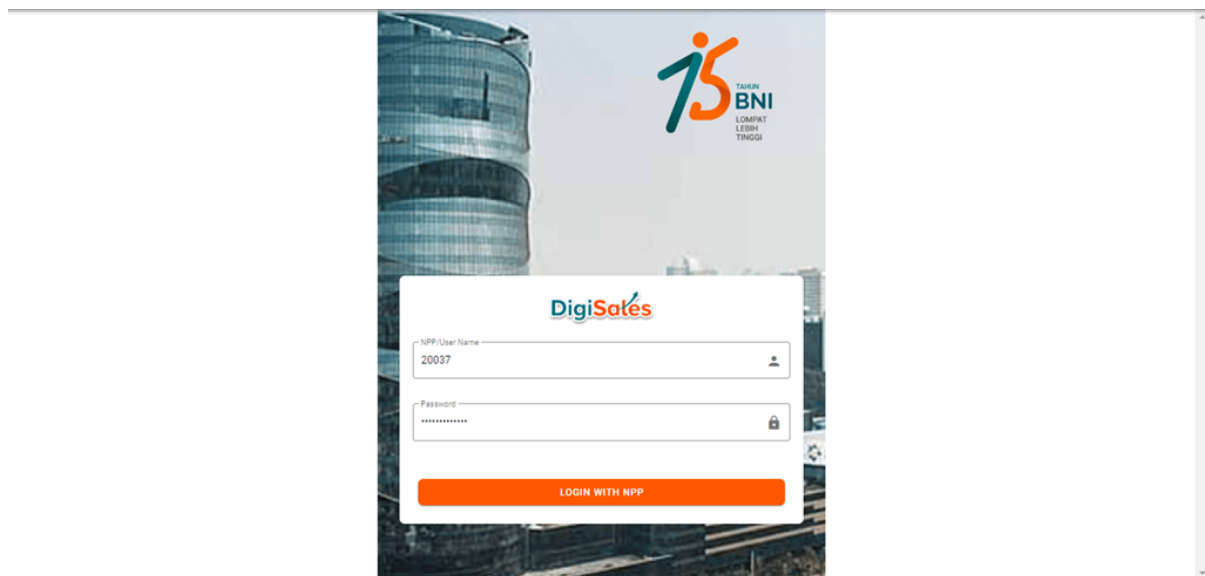 75
TAHUN
BNI
LOMPAT
LEBIH
TINGGI
DigiSales
NPP/User Name
20037
Password
•••••••••••••
LOGIN WITH NPP